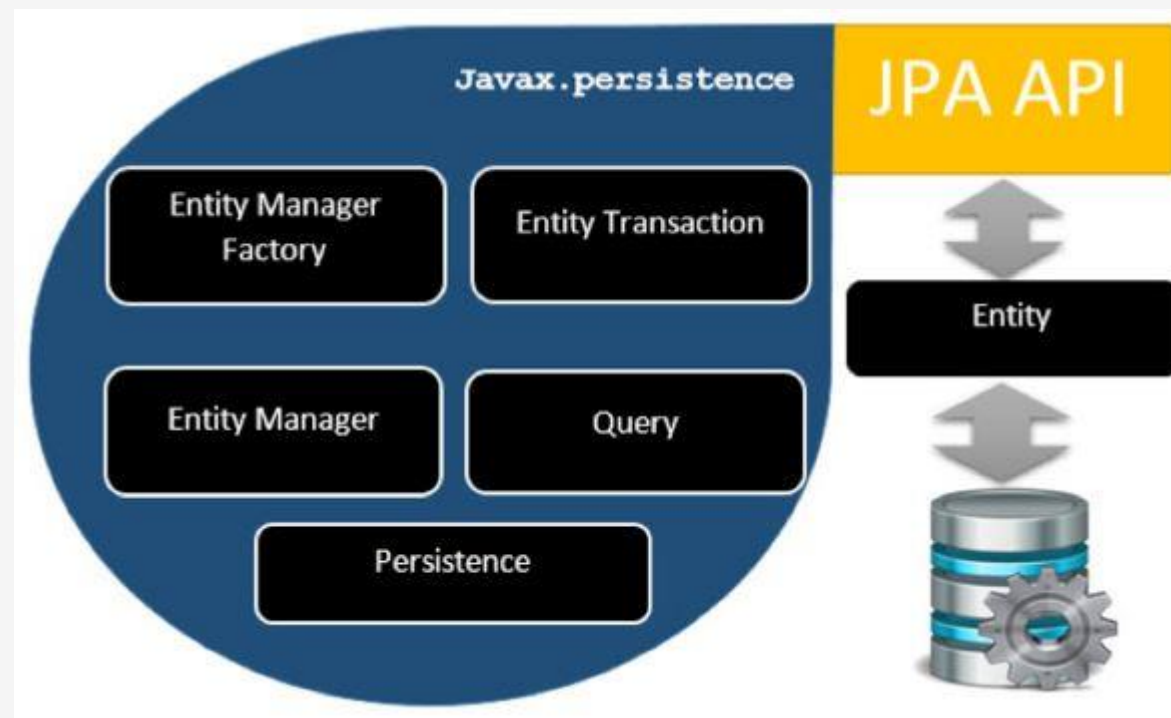 Javax.persistence
JPA API
Entity Manager
Factory
Entity Transaction
Entity
Entity Manager
Query
Persistence